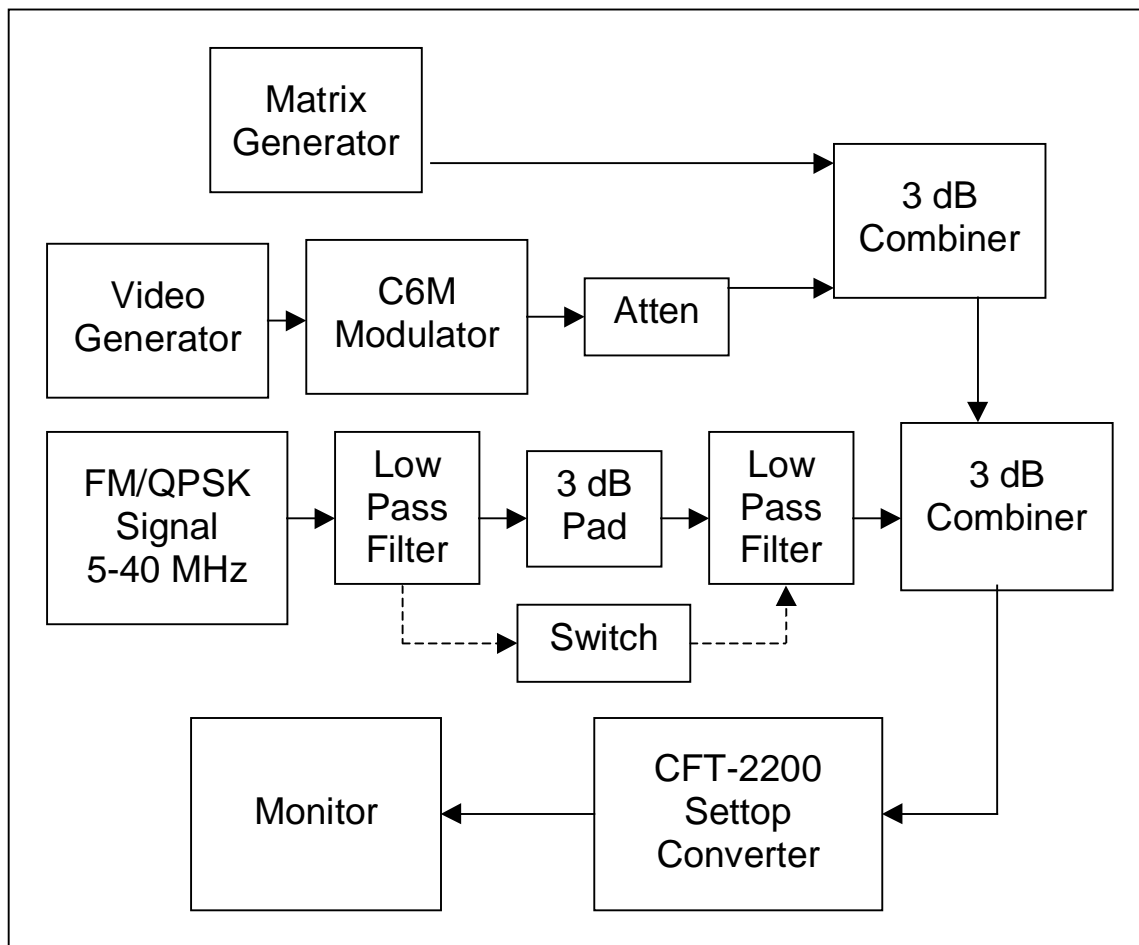 Matrix
Generator
3 dB
Combiner
Video
Generator
C6M
Modulator
Atten
FM/QPSK
Signal
5-40 MHz
Low
Pass
Filter
3 dB
Pad
Low
Pass
Filter
3 dB
Combiner
Switch
Monitor
CFT-2200
Settop
Converter